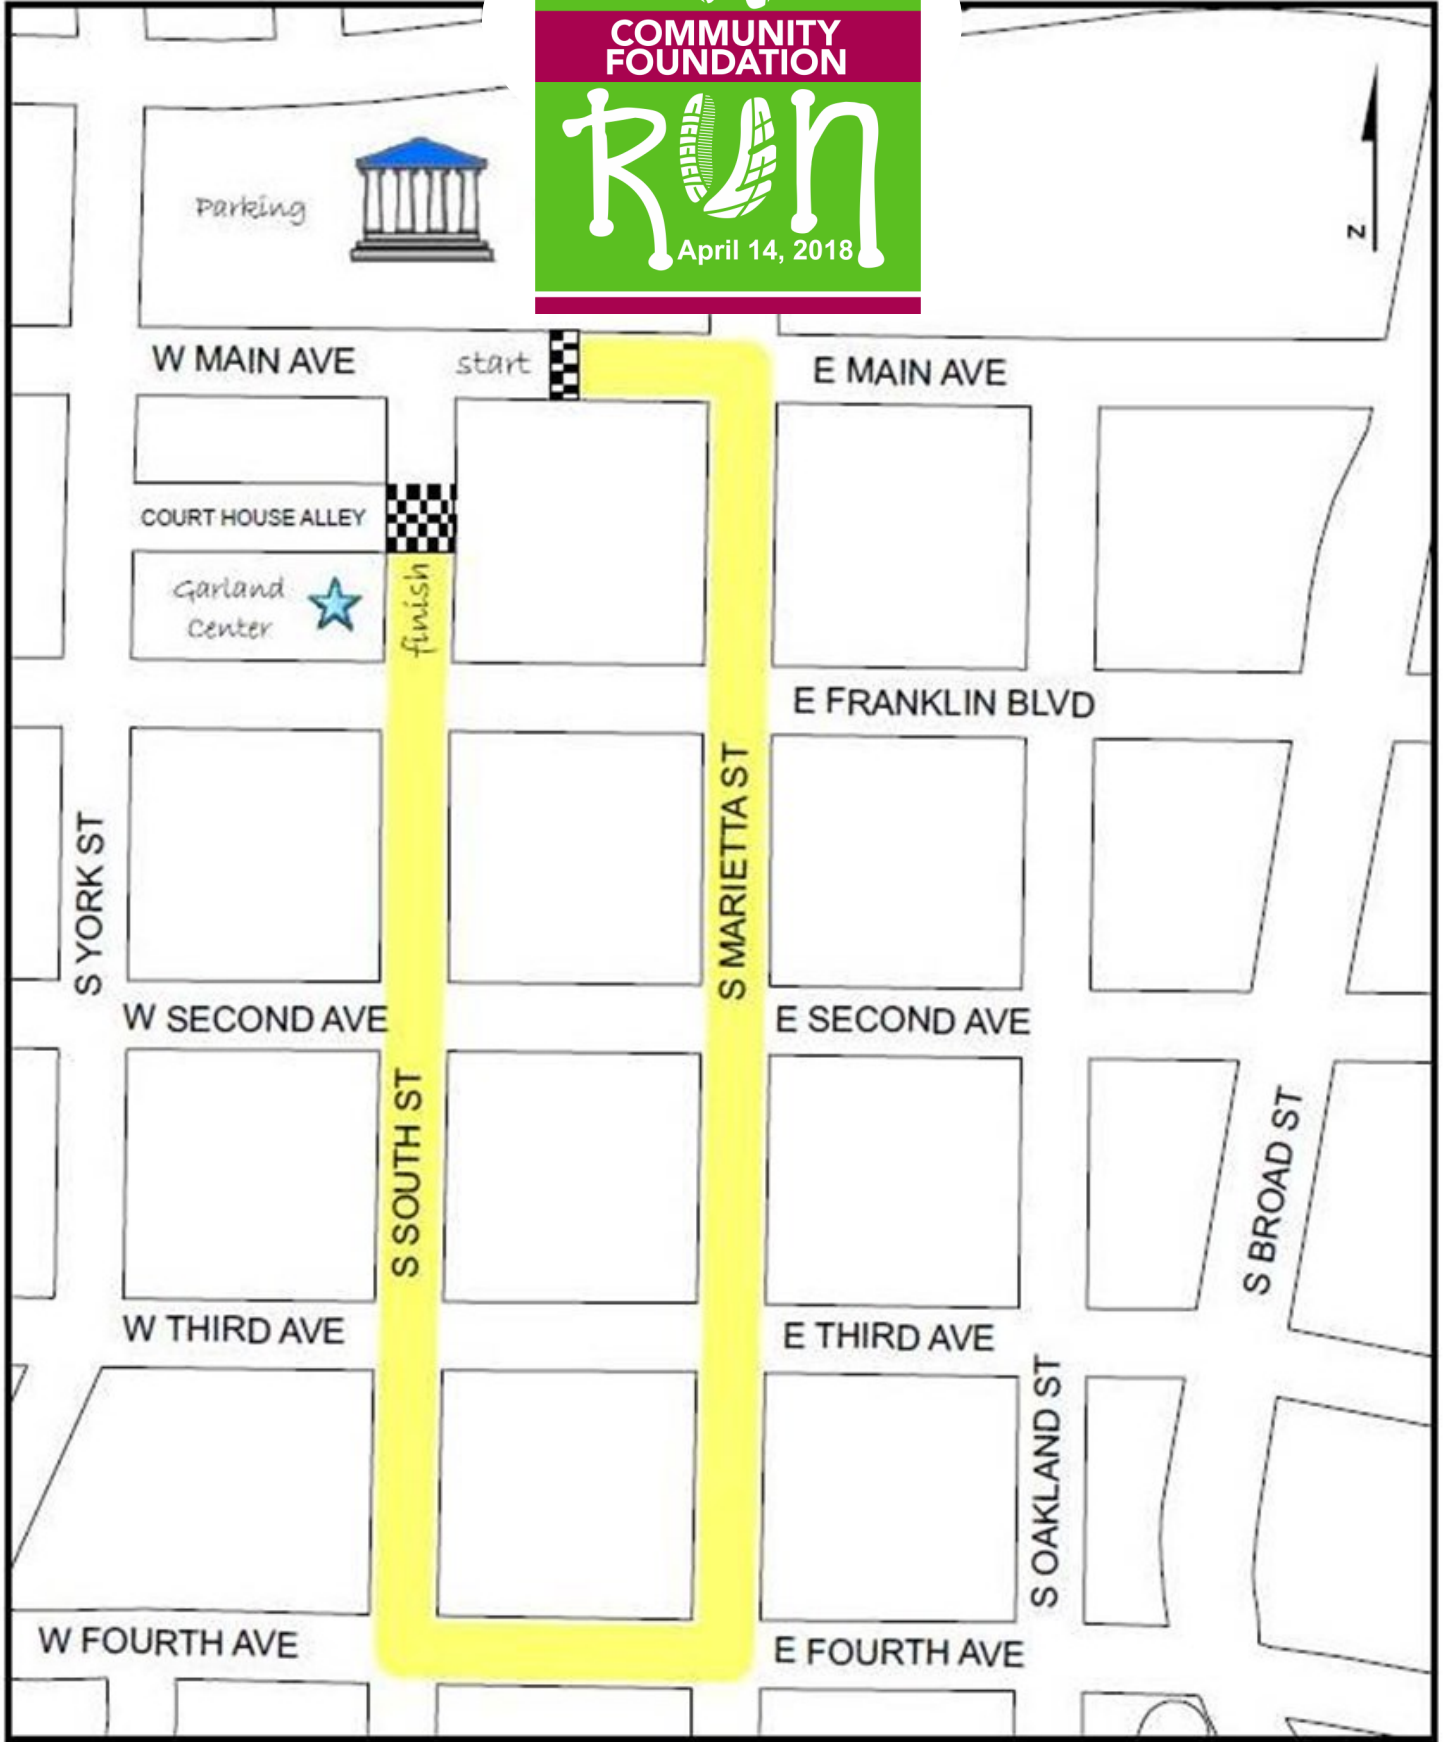 COMMUNITY
FOUNDATION
RUN
April 14, 2018
Parking
N
W MAIN AVE
start
E MAIN AVE
COURT HOUSE ALLEY
Garland
Center
finish
E FRANKLIN BLVD
S YORK ST
S MARIETTA ST
W SECOND AVE
E SECOND AVE
S SOUTH ST
S BROAD ST
W THIRD AVE
E THIRD AVE
S OAKLAND ST
W FOURTH AVE
E FOURTH AVE